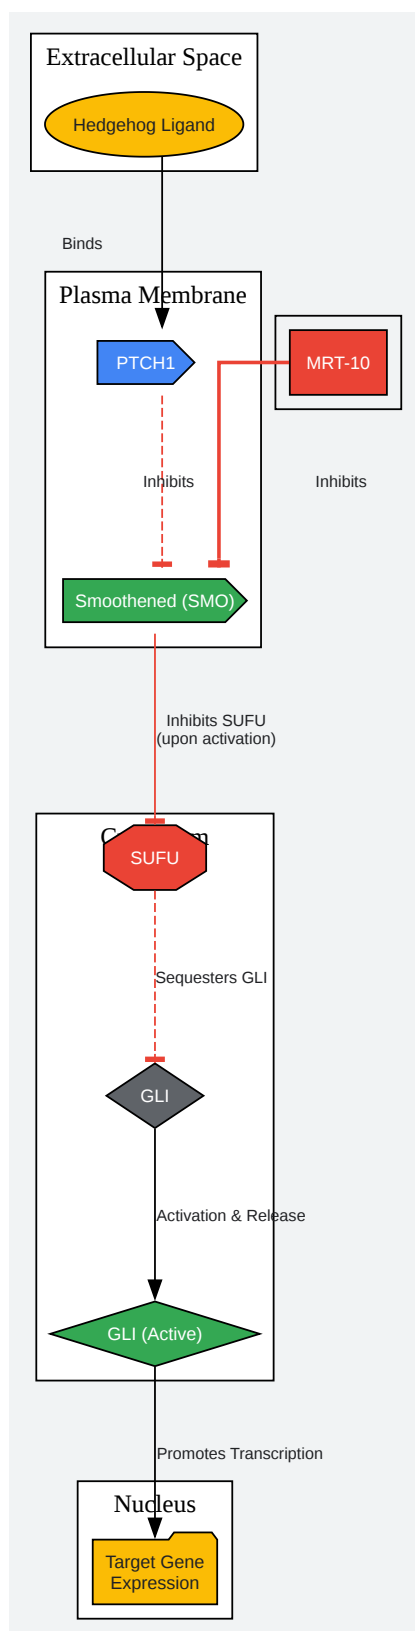 Extracellular Space
Hedgehog Ligand
Binds
Plasma Membrane
PTCH1
MRT-10
Inhibits
Inhibits
Smoothened (SMO)
Inhibits SUFU
(upon activation)
SUFU
Sequesters GLI
GLI
Activation & Release
GLI (Active)
Promotes Transcription
Nucleus
Target Gene
Expression